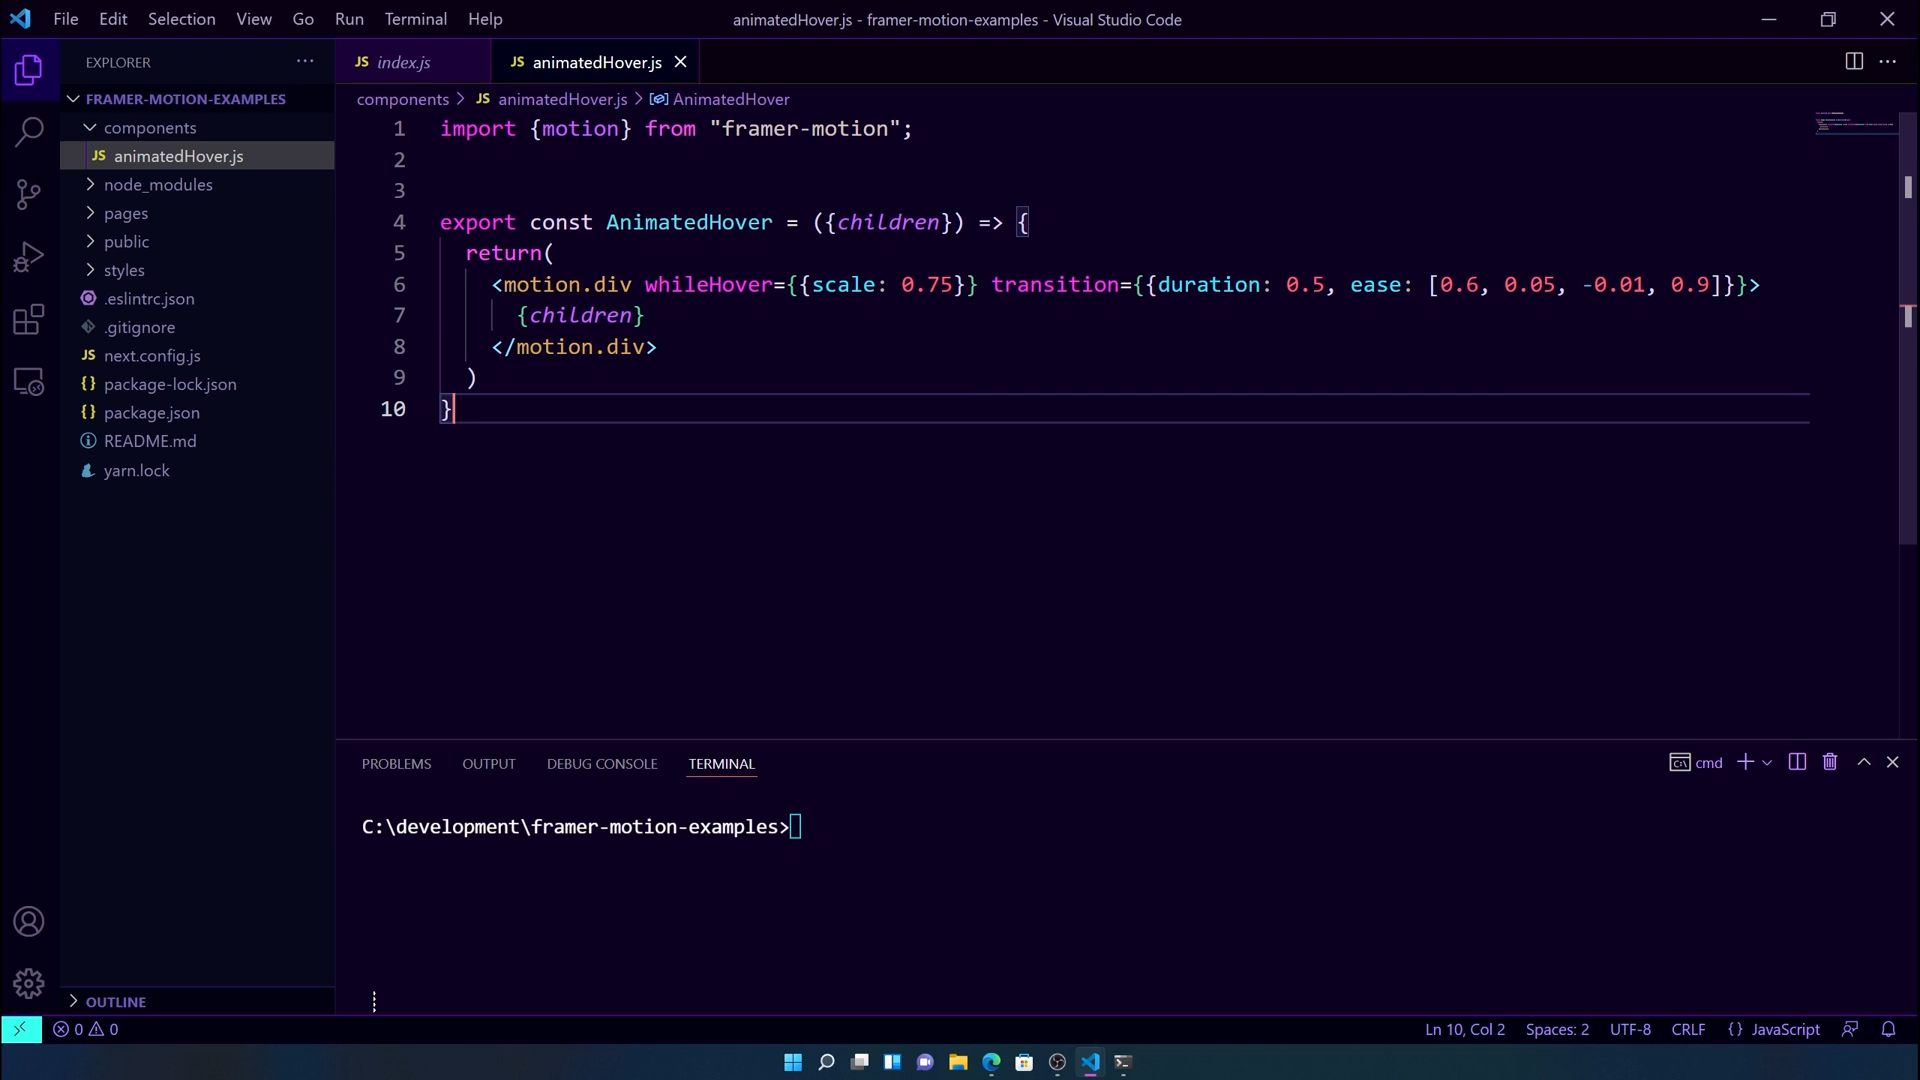 File Edit Selection View Go Run Terminal Help
animatedHover.js - framer-motion-examples - Visual Studio Code
EXPLORER
JS index.js
JS animatedHover.js
FRAMER-MOTION-EXAMPLES
components
JS animatedHover.js
node_modules
pages
public
styles
.eslintrc.json
.gitignore
JS next.config.js
{} package-lock.json
{} package.json
README.md
yarn.lock
OUTLINE
components > JS animatedHover.js > AnimatedHover
1 import {motion} from "framer-motion";
2
3
4 export const AnimatedHover = ({children}) => {
5 return(
6 <motion.div whileHover={{scale: 0.75}} transition={{duration: 0.5, ease: [0.6, 0.05, -0.01, 0.9]}}>
7 {children}
8 </motion.div>
9 )
10 }
PROBLEMS OUTPUT DEBUG CONSOLE TERMINAL
cmd
C:\development\framer-motion-examples>
0 0
Ln 10, Col 2 Spaces: 2 UTF-8 CRLF {} JavaScript